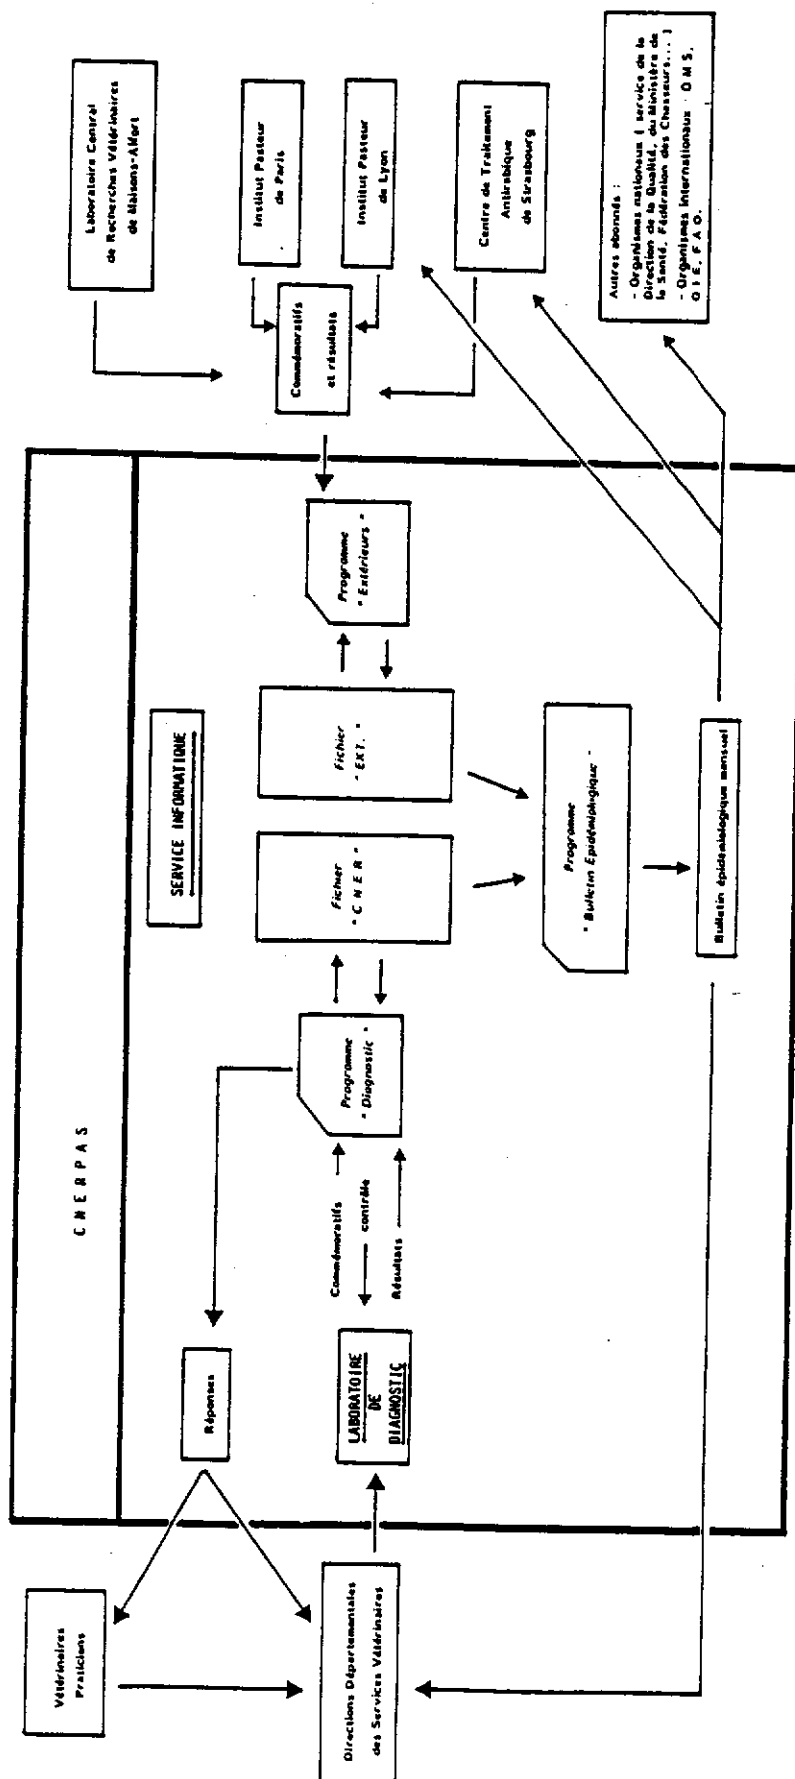 CNERPAS
SERVICE INFORMATIQUE
Vétérinaires
Praticiens
Directions Départementales
des Services Vétérinaires
Réponses
LABORATOIRE
DE
DIAGNOSTIC
Commémoratifs
contrôle
Résultats
Programme
"Diagnostic"
Fichier
"CNER"
Fichier
"EXT."
Programme
"Extérieurs"
Programme
"Bulletin Epidémiologique"
Bulletin épidémiologique mensuel
Commémoratifs
et résultats
Laboratoire Central
de Recherches Vétérinaires
de Maisons-Alfort
Institut Pasteur
de Paris
Institut Pasteur
de Lyon
Centre de Traitement
Antirabique
de Strasbourg
Autres abonnés :
- Organismes nationaux ( service de la
Direction de la Qualité, du Ministère de
la Santé, Fédération des Chasseurs... )
- Organismes internationaux : O M S,
O I E, F A O.